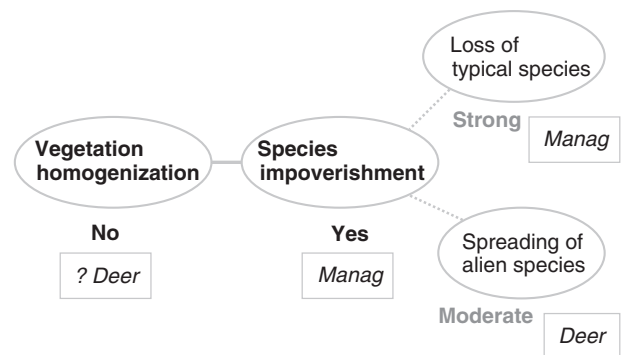 Loss of
typical species
Strong
Manag
Vegetation
homogenization
Species
impoverishment
No
Yes
? Deer
Manag
Spreading of
alien species
Moderate
Deer